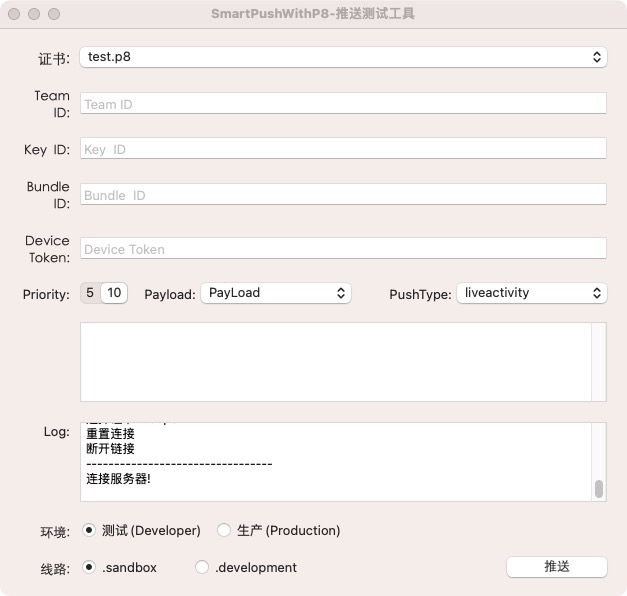 SmartPushWithP8-推送测试工具
证书: test.p8
Team ID: Team ID
Key ID: Key ID
Bundle ID: Bundle ID
Device Token: Device Token
Priority: 5 10 Payload: PayLoad PushType: liveactivity
Log:
重置连接
断开链接
---------------------------------
连接服务器!
环境: 测试(Developer) 生产(Production)
线路: .sandbox .development 推送